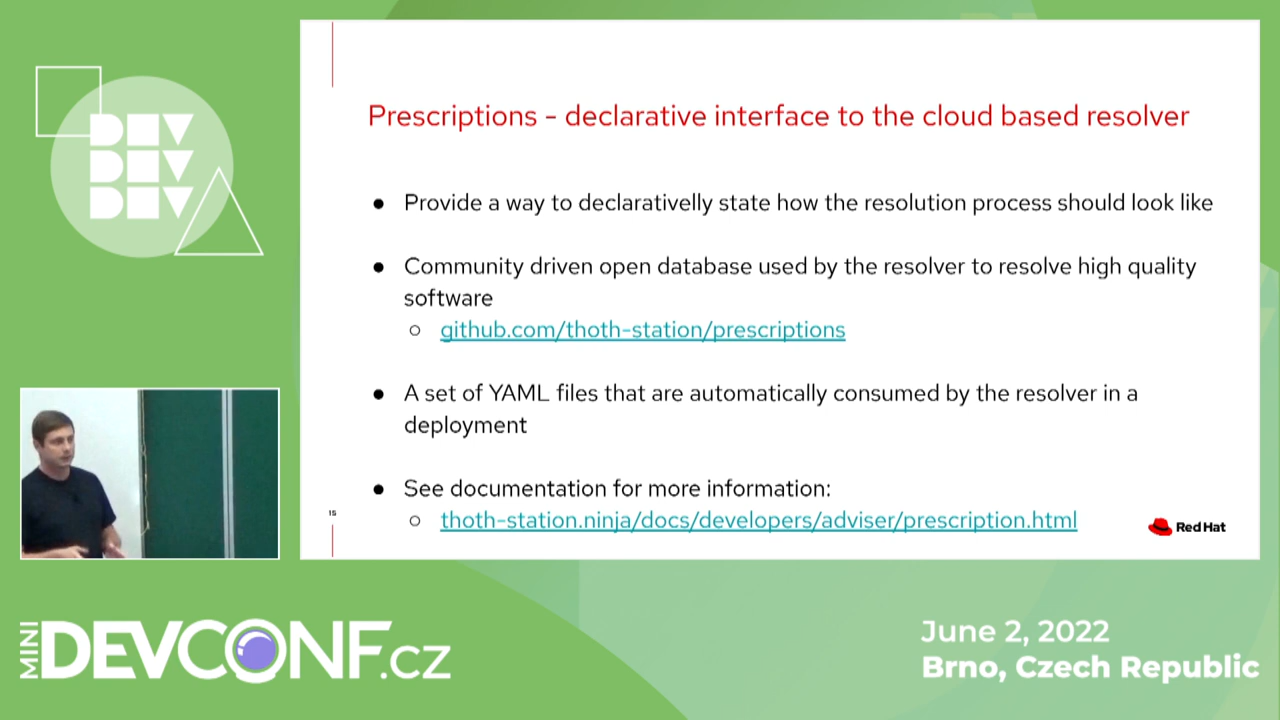 DEV
DEV
DEV
Prescriptions - declarative interface to the cloud based resolver
● Provide a way to declarativelly state how the resolution process should look like
● Community driven open database used by the resolver to resolve high quality
software
○ github.com/thoth-station/prescriptions
● A set of YAML files that are automatically consumed by the resolver in a
deployment
● See documentation for more information:
○ thoth-station.ninja/docs/developers/adviser/prescription.html
15
Red Hat
MINI
DEVCONF.CZ
June 2, 2022
Brno, Czech Republic